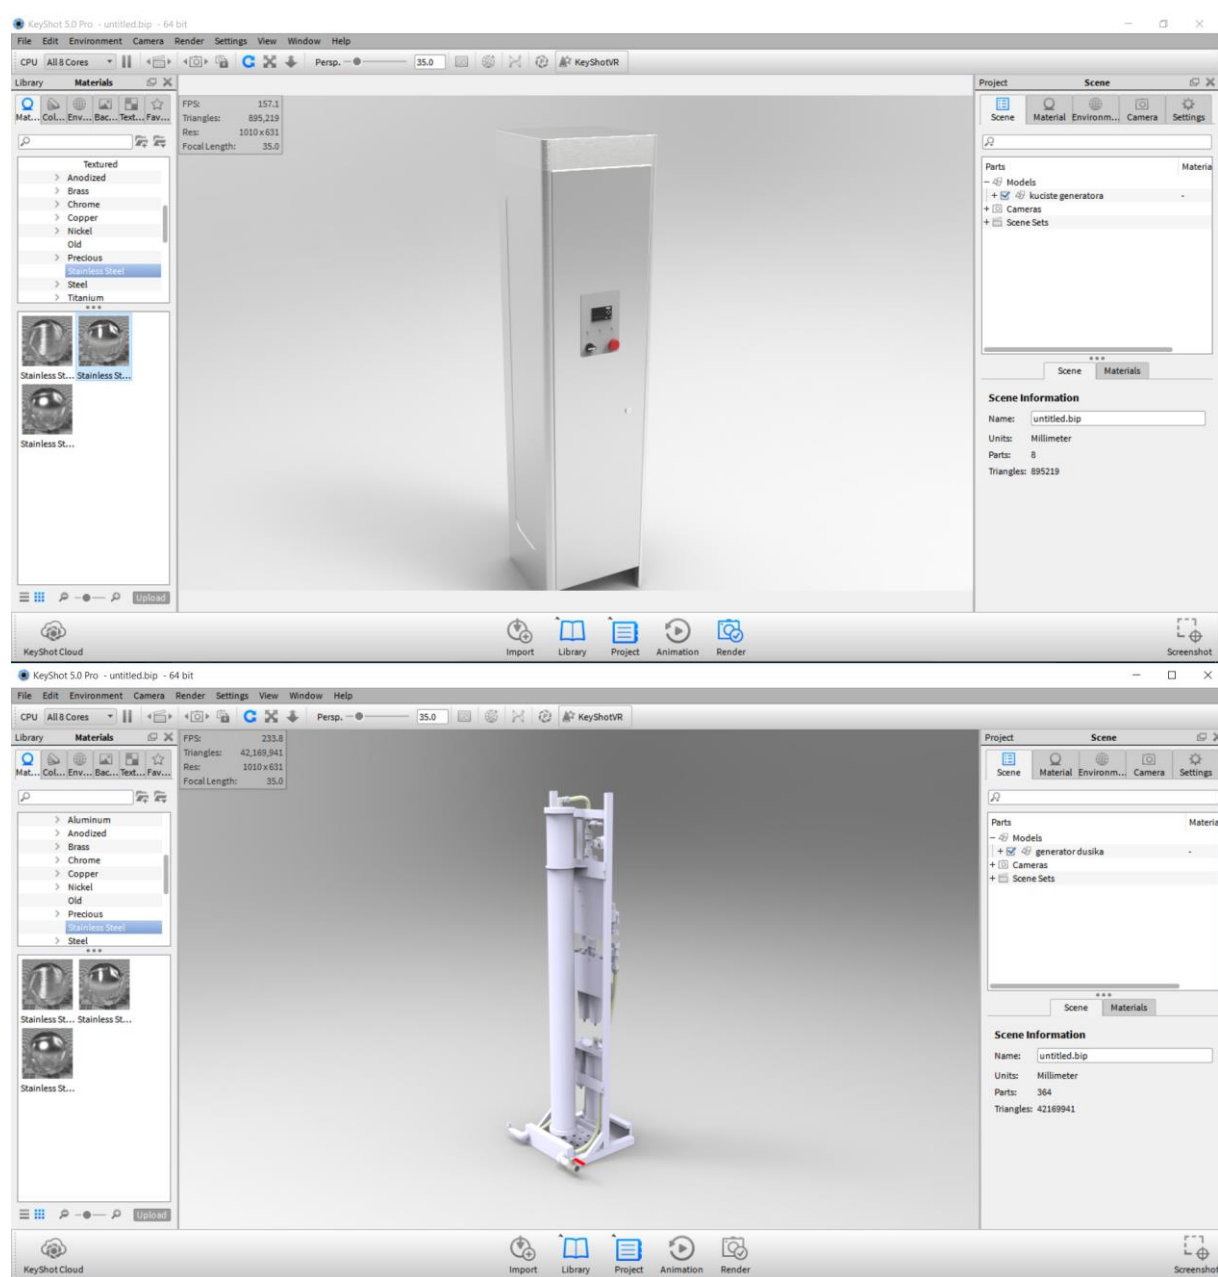 KeyShot 5.0 Pro - untitled.bip - 64 bit
File Edit Environment Camera Render Settings View Window Help
CPU All 8 Cores Persp. 35.0 KeyShotVR
Library Materials
Mat... Col... Env... Bac... Text... Fav...
Textured
Anodized
Brass
Chrome
Copper
Nickel
Old
Precious
Stainless Steel
Steel
Titanium
Stainless St... Stainless St...
Stainless St...
Upload
FPS: 157.1
Triangles: 895,219
Res: 1010 x 631
Focal Length: 35.0
Project Scene
Scene Material Environm... Camera Settings
Parts Materia
Models
kuciste generatora -
Cameras
Scene Sets
Scene Materials
Scene Information
Name: untitled.bip
Units: Millimeter
Parts: 8
Triangles: 895219
KeyShot Cloud Import Library Project Animation Render Screenshot
KeyShot 5.0 Pro - untitled.bip - 64 bit
File Edit Environment Camera Render Settings View Window Help
CPU All 8 Cores Persp. 35.0 KeyShotVR
Library Materials
Mat... Col... Env... Bac... Text... Fav...
Aluminum
Anodized
Brass
Chrome
Copper
Nickel
Old
Precious
Stainless Steel
Steel
Stainless St... Stainless St...
Stainless St...
Upload
FPS: 233.8
Triangles: 42,169,941
Res: 1010 x 631
Focal Length: 35.0
Project Scene
Scene Material Environm... Camera Settings
Parts Materia
Models
generator dusika -
Cameras
Scene Sets
Scene Materials
Scene Information
Name: untitled.bip
Units: Millimeter
Parts: 364
Triangles: 42169941
KeyShot Cloud Import Library Project Animation Render Screenshot